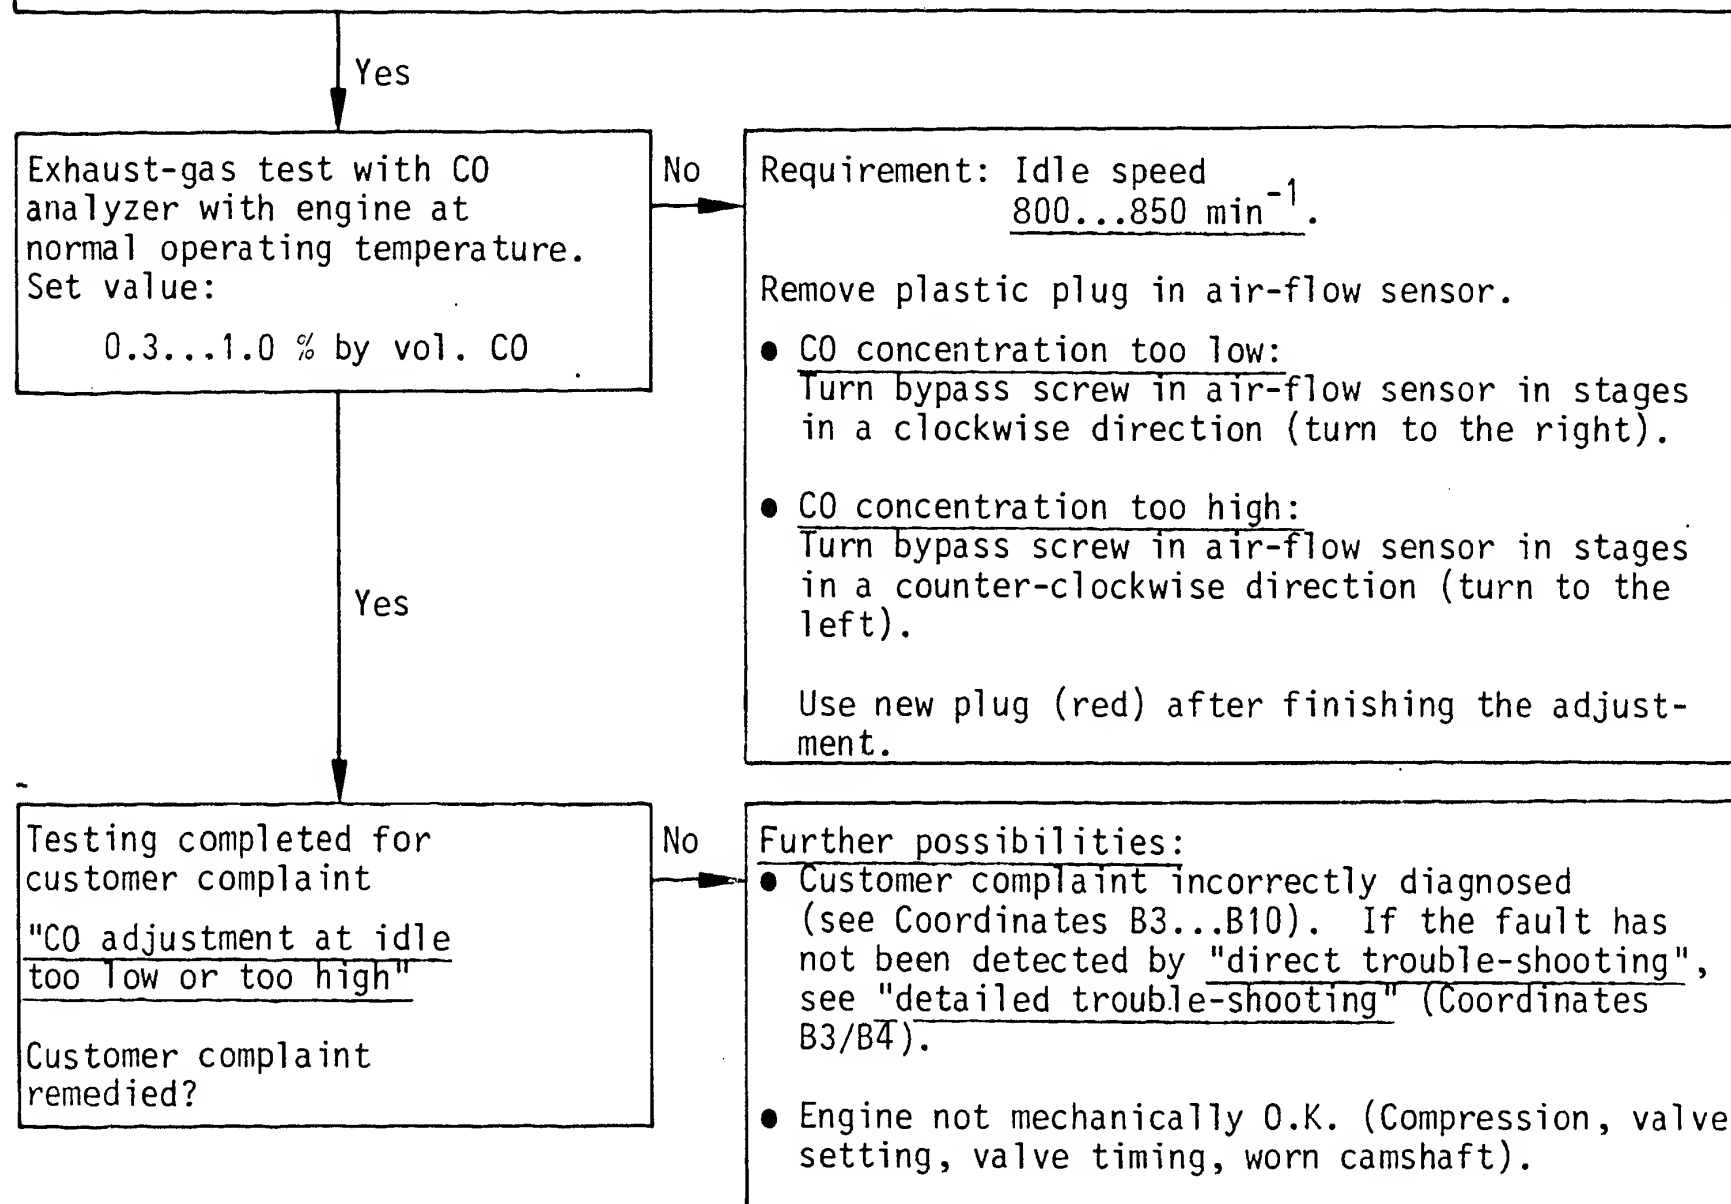 Yes
Exhaust-gas test with CO
analyzer with engine at
normal operating temperature.
Set value:
0.3...1.0 % by vol. CO
No
Requirement: Idle speed
800...850 min⁻¹.
Remove plastic plug in air-flow sensor.
● CO concentration too low:
Turn bypass screw in air-flow sensor in stages
in a clockwise direction (turn to the right).
● CO concentration too high:
Turn bypass screw in air-flow sensor in stages
in a counter-clockwise direction (turn to the
left).
Use new plug (red) after finishing the adjust-
ment.
Yes
Testing completed for
customer complaint
"CO adjustment at idle
too low or too high"
Customer complaint
remedied?
No
Further possibilities:
● Customer complaint incorrectly diagnosed
(see Coordinates B3...B10). If the fault has
not been detected by "direct trouble-shooting",
see "detailed trouble-shooting" (Coordinates
B3/B4).
● Engine not mechanically O.K. (Compression, valve
setting, valve timing, worn camshaft).